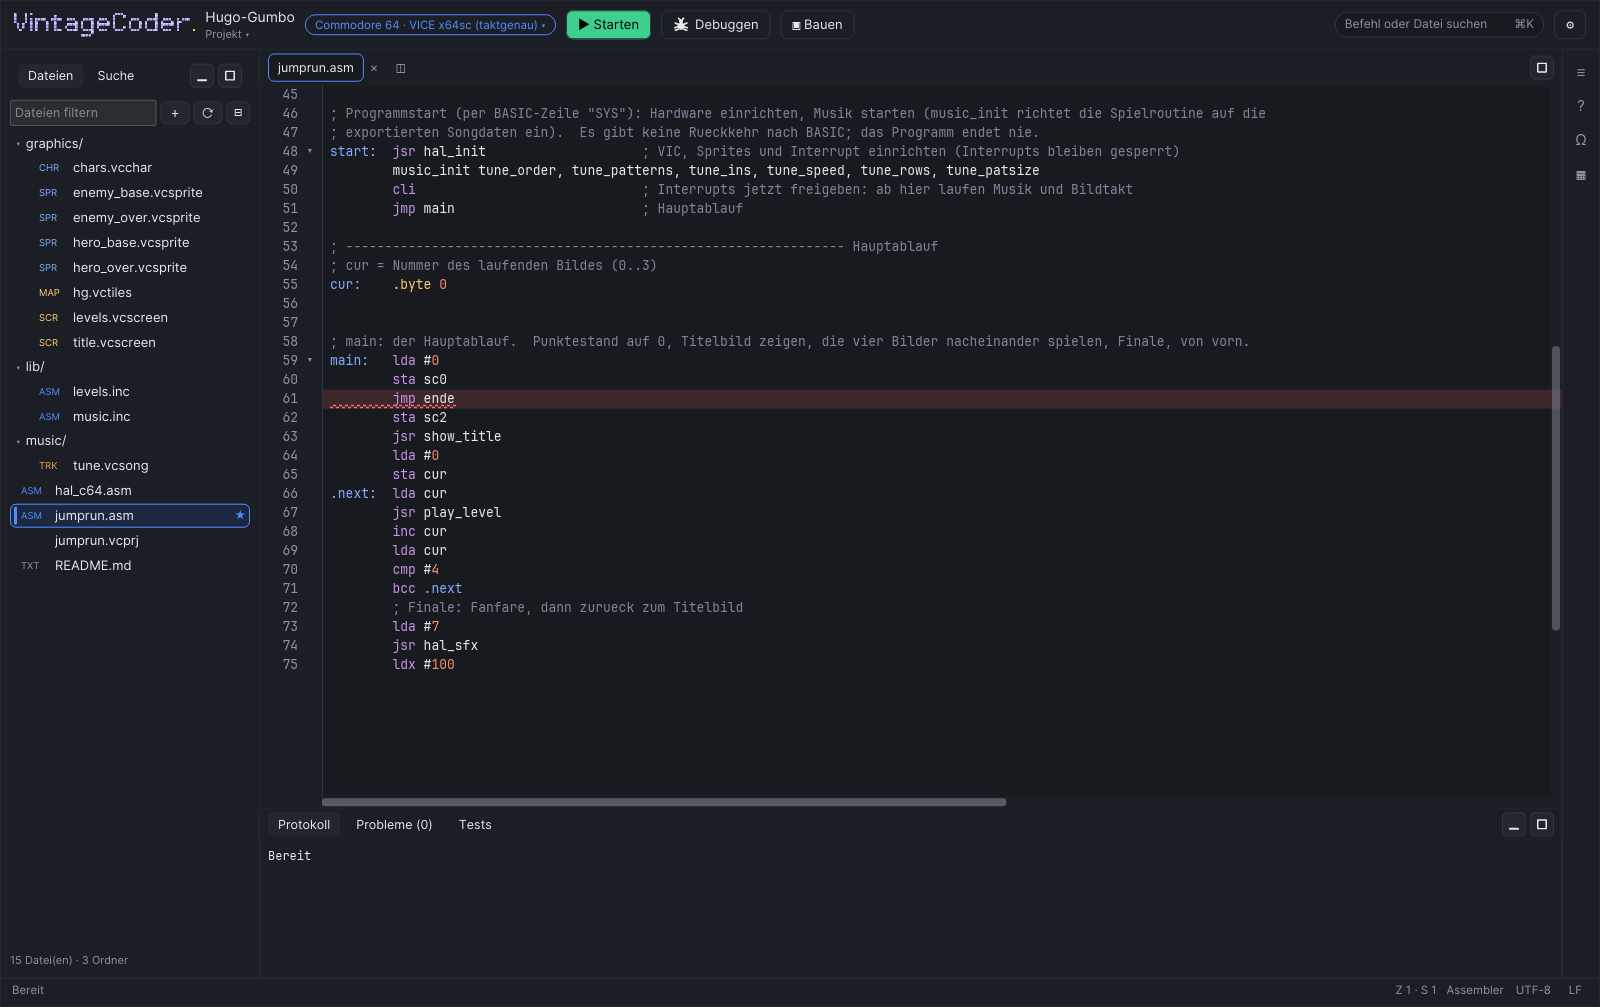 VintageCoder.
Hugo-Gumbo
Projekt
Commodore 64 · VICE x64sc (taktgenau)
Starten
Debuggen
Bauen
Befehl oder Datei suchen ⌘K
Dateien Suche
Dateien filtern
graphics/
CHR chars.vcchar
SPR enemy_base.vcsprite
SPR enemy_over.vcsprite
SPR hero_base.vcsprite
SPR hero_over.vcsprite
MAP hg.vctiles
SCR levels.vcscreen
SCR title.vcscreen
lib/
ASM levels.inc
ASM music.inc
music/
TRK tune.vcsong
ASM hal_c64.asm
ASM jumprun.asm ★
jumprun.vcprj
TXT README.md
15 Datei(en) · 3 Ordner
jumprun.asm ×
45
46 ; Programmstart (per BASIC-Zeile "SYS"): Hardware einrichten, Musik starten (music_init richtet die Spielroutine auf die
47 ; exportierten Songdaten ein).  Es gibt keine Rueckkehr nach BASIC; das Programm endet nie.
48 start:  jsr hal_init                    ; VIC, Sprites und Interrupt einrichten (Interrupts bleiben gesperrt)
49         music_init tune_order, tune_patterns, tune_ins, tune_speed, tune_rows, tune_patsize
50         cli                             ; Interrupts jetzt freigeben: ab hier laufen Musik und Bildtakt
51         jmp main                        ; Hauptablauf
52
53 ; ---------------------------------------------------------------- Hauptablauf
54 ; cur = Nummer des laufenden Bildes (0..3)
55 cur:    .byte 0
56
57
58 ; main: der Hauptablauf.  Punktestand auf 0, Titelbild zeigen, die vier Bilder nacheinander spielen, Finale, von vorn.
59 main:   lda #0
60         sta sc0
61         jmp ende
62         sta sc2
63         jsr show_title
64         lda #0
65         sta cur
66 .next:  lda cur
67         jsr play_level
68         inc cur
69         lda cur
70         cmp #4
71         bcc .next
72         ; Finale: Fanfare, dann zurueck zum Titelbild
73         lda #7
74         jsr hal_sfx
75         ldx #100
Protokoll Probleme (0) Tests
Bereit
? 
Ω
Bereit
Z 1 · S 1 Assembler UTF-8 LF